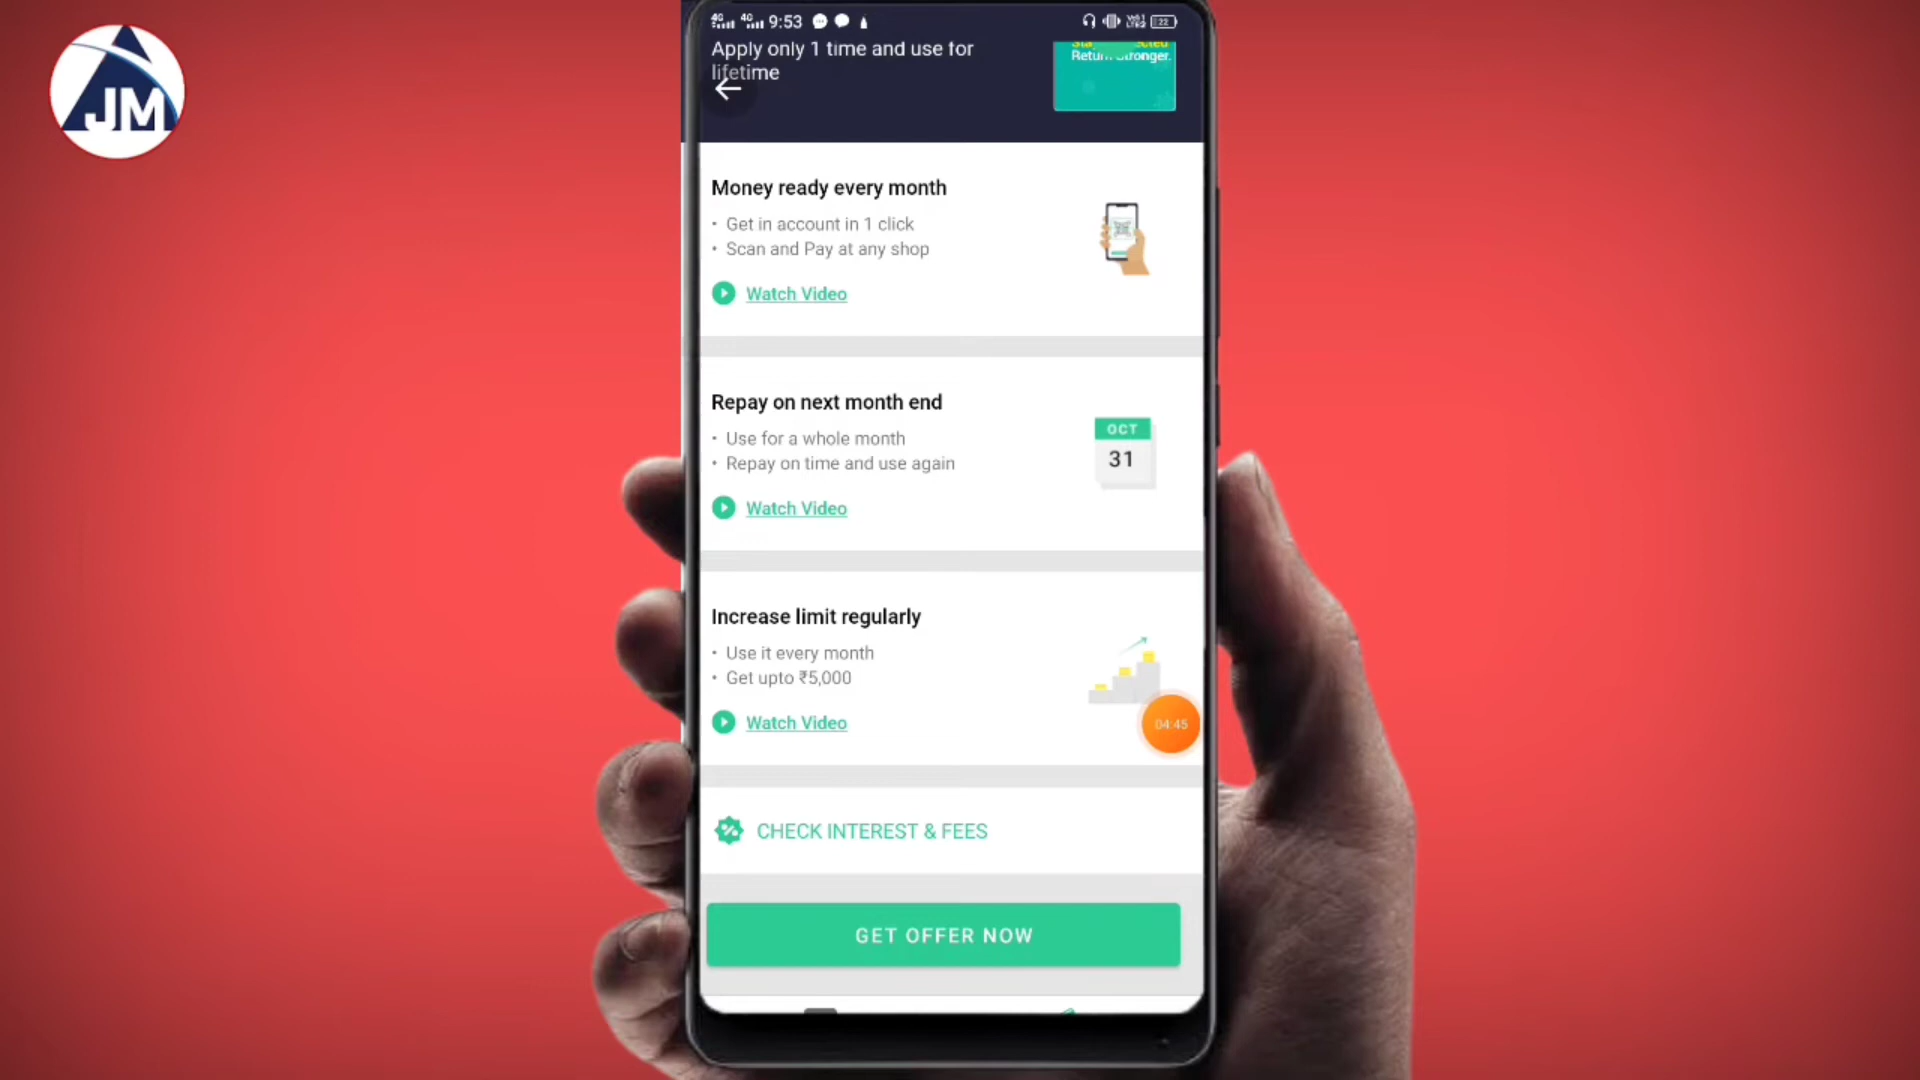 JM
9:53
22
Apply only 1 time and use for
lifetime
Return Stronger.
Money ready every month
• Get in account in 1 click
• Scan and Pay at any shop
Watch Video
Repay on next month end
• Use for a whole month
• Repay on time and use again
Watch Video
OCT
31
Increase limit regularly
• Use it every month
• Get upto ₹5,000
Watch Video
04:45
CHECK INTEREST & FEES
GET OFFER NOW